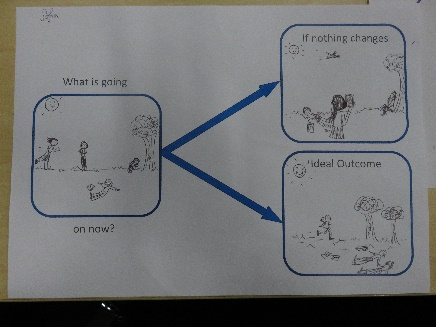 What is going
on now?
If nothing changes
Ideal Outcome